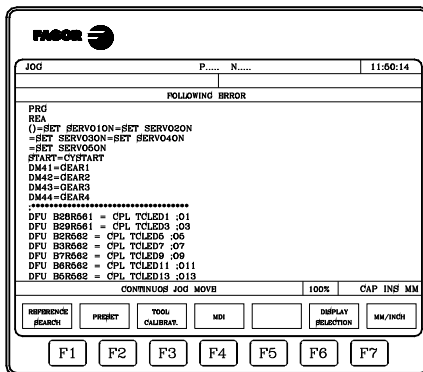 FAGOR
JOG P..... N..... 11:50:14
FOLLOWING ERROR
PRG
REA
()=SET SERVO1ON=SET SERVO2ON
=SET SERVO3ON=SET SERVO4ON
=SET SERVO5ON
START=CYSTART
DM41=GEAR1
DM42=GEAR2
DM43=GEAR3
DM44=GEAR4
;************************************
DFU B28R561 = CPL TCLED1 ;01
DFU B29R561 = CPL TCLED3 ;03
DFU B2R562 = CPL TCLED5 ;05
DFU B3R562 = CPL TCLED7 ;07
DFU B7R562 = CPL TCLED9 ;09
DFU B6R562 = CPL TCLED11 ;011
DFU B5R562 = CPL TCLED13 ;013
CONTINUOS JOG MOVE 100% CAP INS MM
REFERENCE SEARCH
PRESET
TOOL CALIBRAT.
MDI
DISPLAY SELECTION
MM/INCH
F1 F2 F3 F4 F5 F6 F7